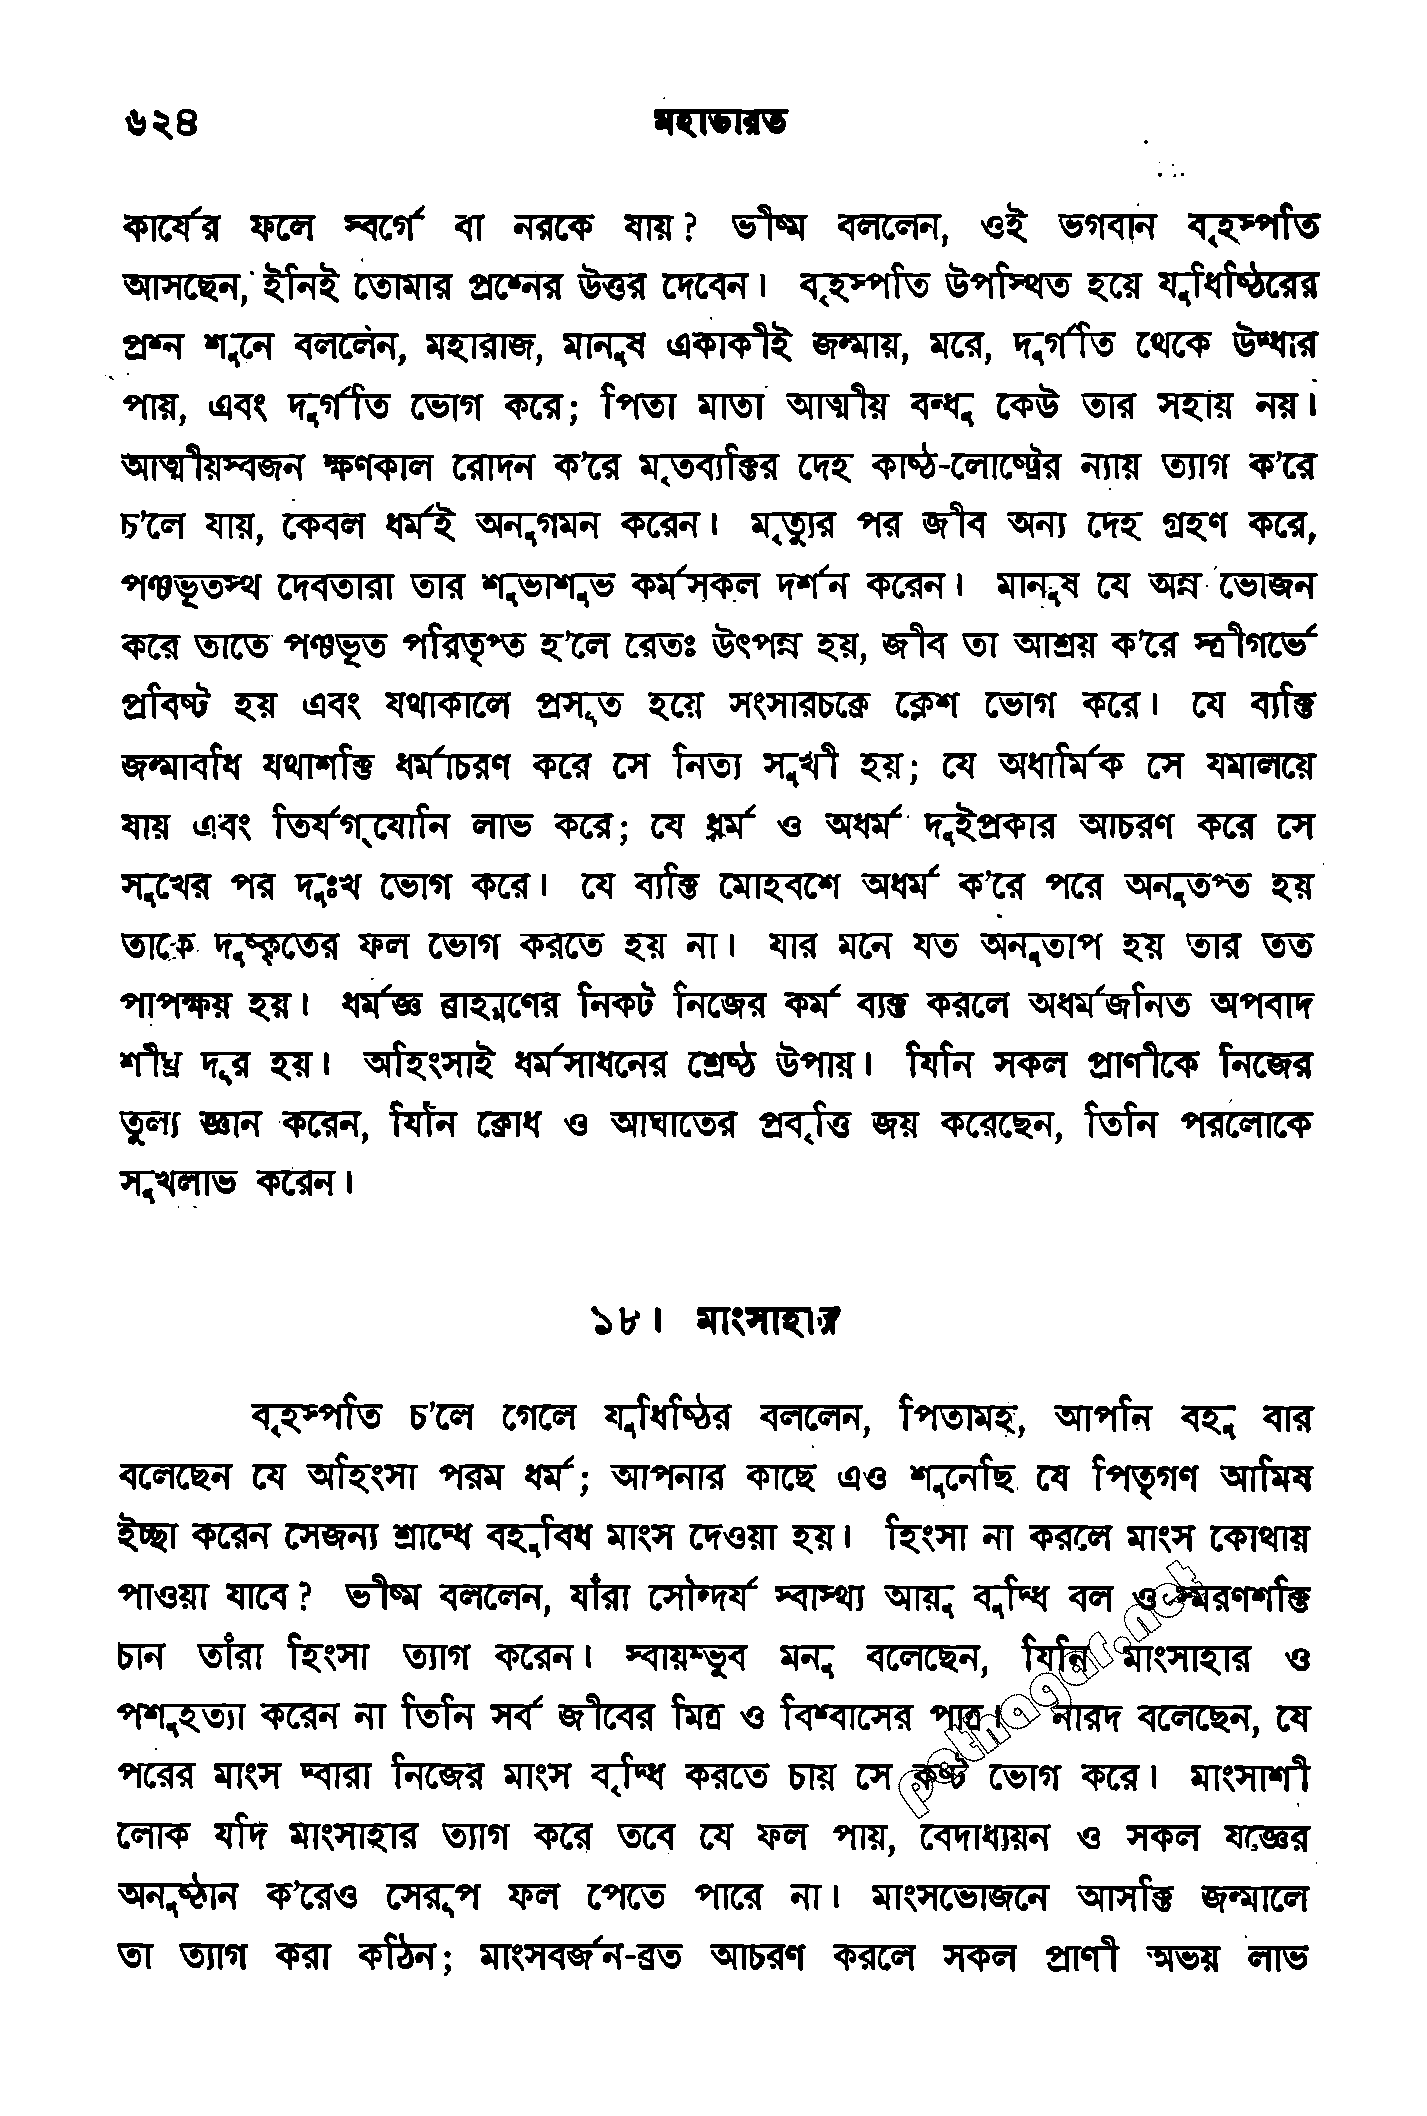 ৬২৪ মহাভারত
কার্যের ফলে স্বর্গে বা নরকে যায়? ভীষ্ম বললেন, ওই ভগবান বৃহস্পতি
আসছেন, ইনিই তোমার প্রশ্নের উত্তর দেবেন। বৃহস্পতি উপস্থিত হয়ে যুধিষ্ঠিরের
প্রশ্ন শুনে বললেন, মহারাজ, মানুষ একাকীই জন্মায়, মরে, দুর্গতি থেকে উদ্ধার
পায়, এবং দুর্গতি ভোগ করে; পিতা মাতা আত্মীয় বন্ধু কেউ তার সহায় নয়।
আত্মীয়স্বজন ক্ষণকাল রোদন ক’রে মৃতব্যক্তির দেহ কাষ্ঠ-লোষ্ট্রের ন্যায় ত্যাগ ক’রে
চ’লে যায়, কেবল ধর্মই অনুগমন করেন। মৃত্যুর পর জীব অন্য দেহ গ্রহণ করে,
পঞ্চভূতস্থ দেবতারা তার শুভাশুভ কর্মসকল দর্শন করেন। মানুষ যে অন্ন ভোজন
করে তাতে পঞ্চভূত পরিতৃপ্ত হ’লে রেতঃ উৎপন্ন হয়, জীব তা আশ্রয় ক’রে স্ত্রীগর্ভে
প্রবিষ্ট হয় এবং যথাকালে প্রসূত হয়ে সংসারচক্রে ক্লেশ ভোগ করে। যে ব্যক্তি
জন্মাবধি যথাশক্তি ধর্মাচরণ করে সে নিত্য সুখী হয়; যে অধার্মিক সে যমালয়ে
যায় এবং তির্যগ্‌যোনি লাভ করে; যে ধর্ম ও অধর্ম দুইপ্রকার আচরণ করে সে
সুখের পর দুঃখ ভোগ করে। যে ব্যক্তি মোহবশে অধর্ম ক’রে পরে অনুতপ্ত হয়
তাকে দুষ্কৃতের ফল ভোগ করতে হয় না। যার মনে যত অনুতাপ হয় তার তত
পাপক্ষয় হয়। ধর্মজ্ঞ ব্রাহ্মণের নিকট নিজের কর্ম ব্যক্ত করলে অধর্মজনিত অপবাদ
শীঘ্র দূর হয়। অহিংসাই ধর্মসাধনের শ্রেষ্ঠ উপায়। যিনি সকল প্রাণীকে নিজের
তুল্য জ্ঞান করেন, যিনি ক্রোধ ও আঘাতের প্রবৃত্তি জয় করেছেন, তিনি পরলোকে
সুখলাভ করেন।
১৮। মাংসাহার
বৃহস্পতি চ’লে গেলে যুধিষ্ঠির বললেন, পিতামহ, আপনি বহু বার
বলেছেন যে অহিংসা পরম ধর্ম; আপনার কাছে এও শুনেছি যে পিতৃগণ আমিষ
ইচ্ছা করেন সেজন্য শ্রাদ্ধে বহুবিধ মাংস দেওয়া হয়। হিংসা না করলে মাংস কোথায়
পাওয়া যাবে? ভীষ্ম বললেন, যাঁরা সৌন্দর্য স্বাস্থ্য আয়ু বুদ্ধি বল ও স্মরণশক্তি
চান তাঁরা হিংসা ত্যাগ করেন। স্বায়ম্ভুব মনু বলেছেন, যিনি মাংসাহার ও
পশুহত্যা করেন না তিনি সর্ব জীবের মিত্র ও বিশ্বাসের পাত্র। নারদ বলেছেন, যে
পরের মাংস দ্বারা নিজের মাংস বৃদ্ধি করতে চায় সে কষ্ট ভোগ করে। মাংসাশী
লোক যদি মাংসাহার ত্যাগ করে তবে যে ফল পায়, বেদাধ্যয়ন ও সকল যজ্ঞের
অনুষ্ঠান ক’রেও সেরূপ ফল পেতে পারে না। মাংসভোজনে আসক্তি জন্মালে
তা ত্যাগ করা কঠিন; মাংসবর্জন-ব্রত আচরণ করলে সকল প্রাণী অভয় লাভ
pathagar.net